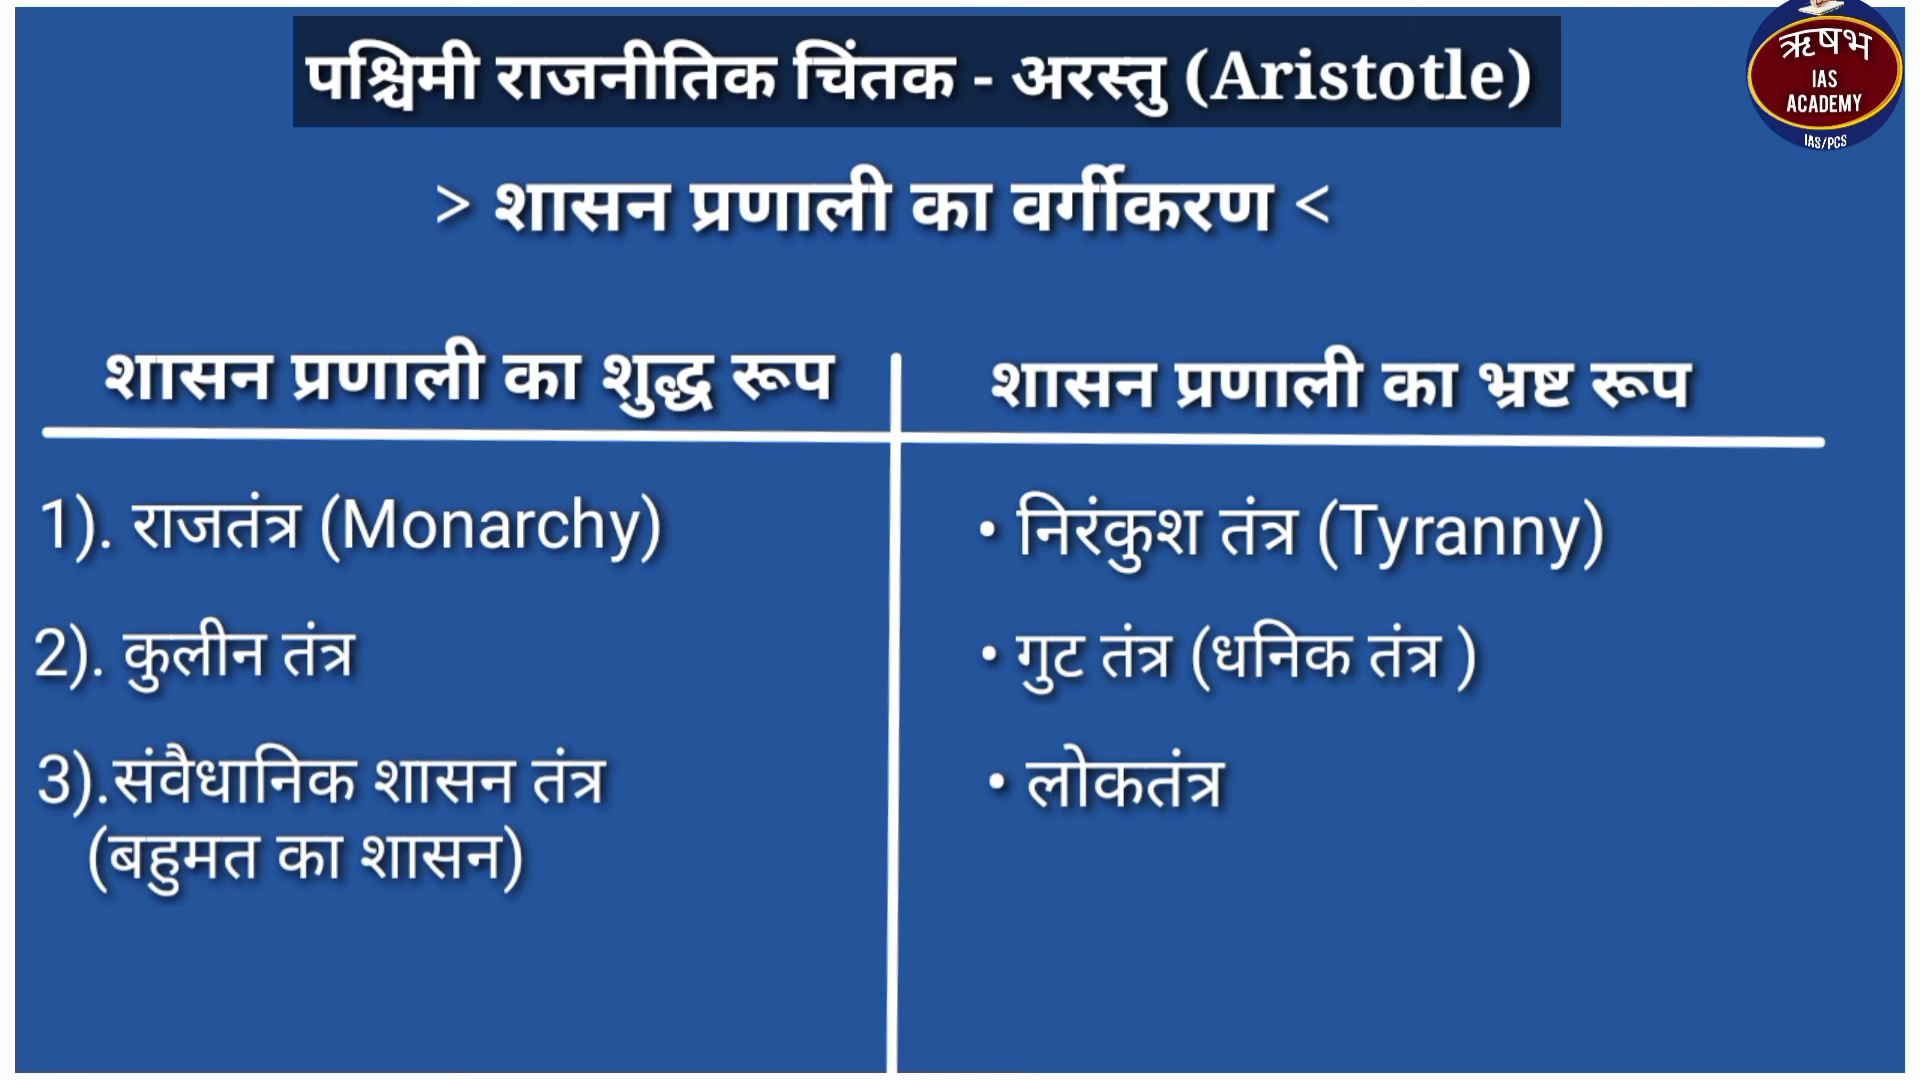 पश्चिमी राजनीतिक चिंतक - अरस्तु (Aristotle)
ऋषभ
IAS
ACADEMY
IAS/PCS
> शासन प्रणाली का वर्गीकरण <
शासन प्रणाली का शुद्ध रूप
शासन प्रणाली का भ्रष्ट रूप
1). राजतंत्र (Monarchy)
• निरंकुश तंत्र (Tyranny)
2). कुलीन तंत्र
• गुट तंत्र (धनिक तंत्र )
3).संवैधानिक शासन तंत्र
(बहुमत का शासन)
• लोकतंत्र